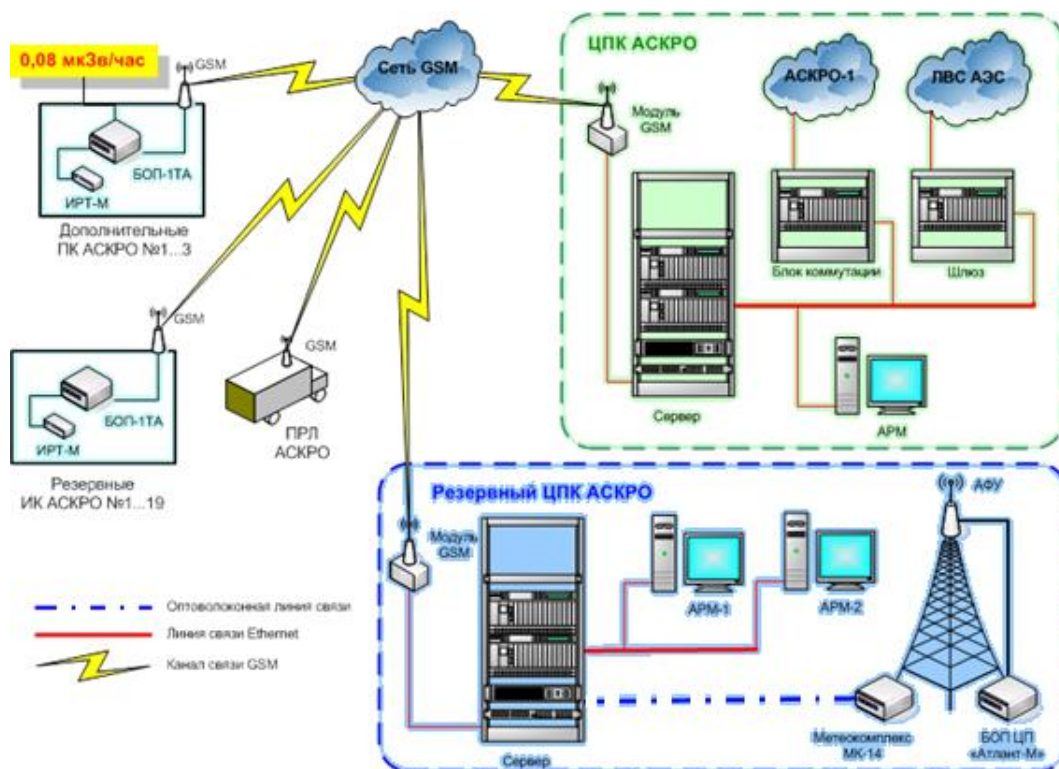 0,08 мкЗв/час
GSM
БОП-1ТА
ИРТ-М
Дополнительные
ПК АСКРО №1...3
Сеть GSM
GSM
БОП-1ТА
ИРТ-М
Резервные
ИК АСКРО №1...19
GSM
ПРЛ
АСКРО
ЦПК АСКРО
Модуль
GSM
АСКРО-1
ЛВС АЭС
Блок коммутации
Шлюз
Сервер
АРМ
Резервный ЦПК АСКРО
Модуль
GSM
АРМ-1
АРМ-2
АФУ
Сервер
Метеокомплекс
МК-14
БОП ЦП
«Атлант-М»
Оптоволоконная линия связи
Линия связи Ethernet
Канал связи GSM